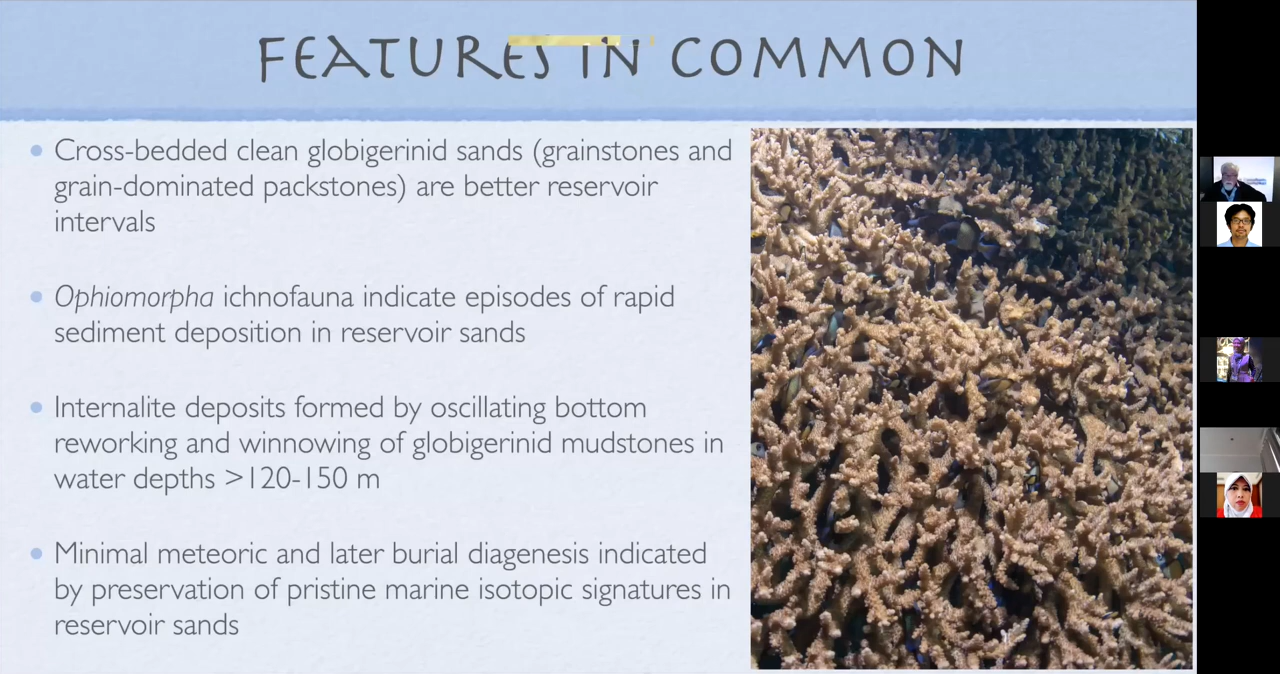 FEATURES IN COMMON
• Cross-bedded clean globigerinid sands (grainstones and
grain-dominated packstones) are better reservoir
intervals
• Ophiomorpha ichnofauna indicate episodes of rapid
sediment deposition in reservoir sands
• Internalite deposits formed by oscillating bottom
reworking and winnowing of globigerinid mudstones in
water depths >120-150 m
• Minimal meteoric and later burial diagenesis indicated
by preservation of pristine marine isotopic signatures in
reservoir sands